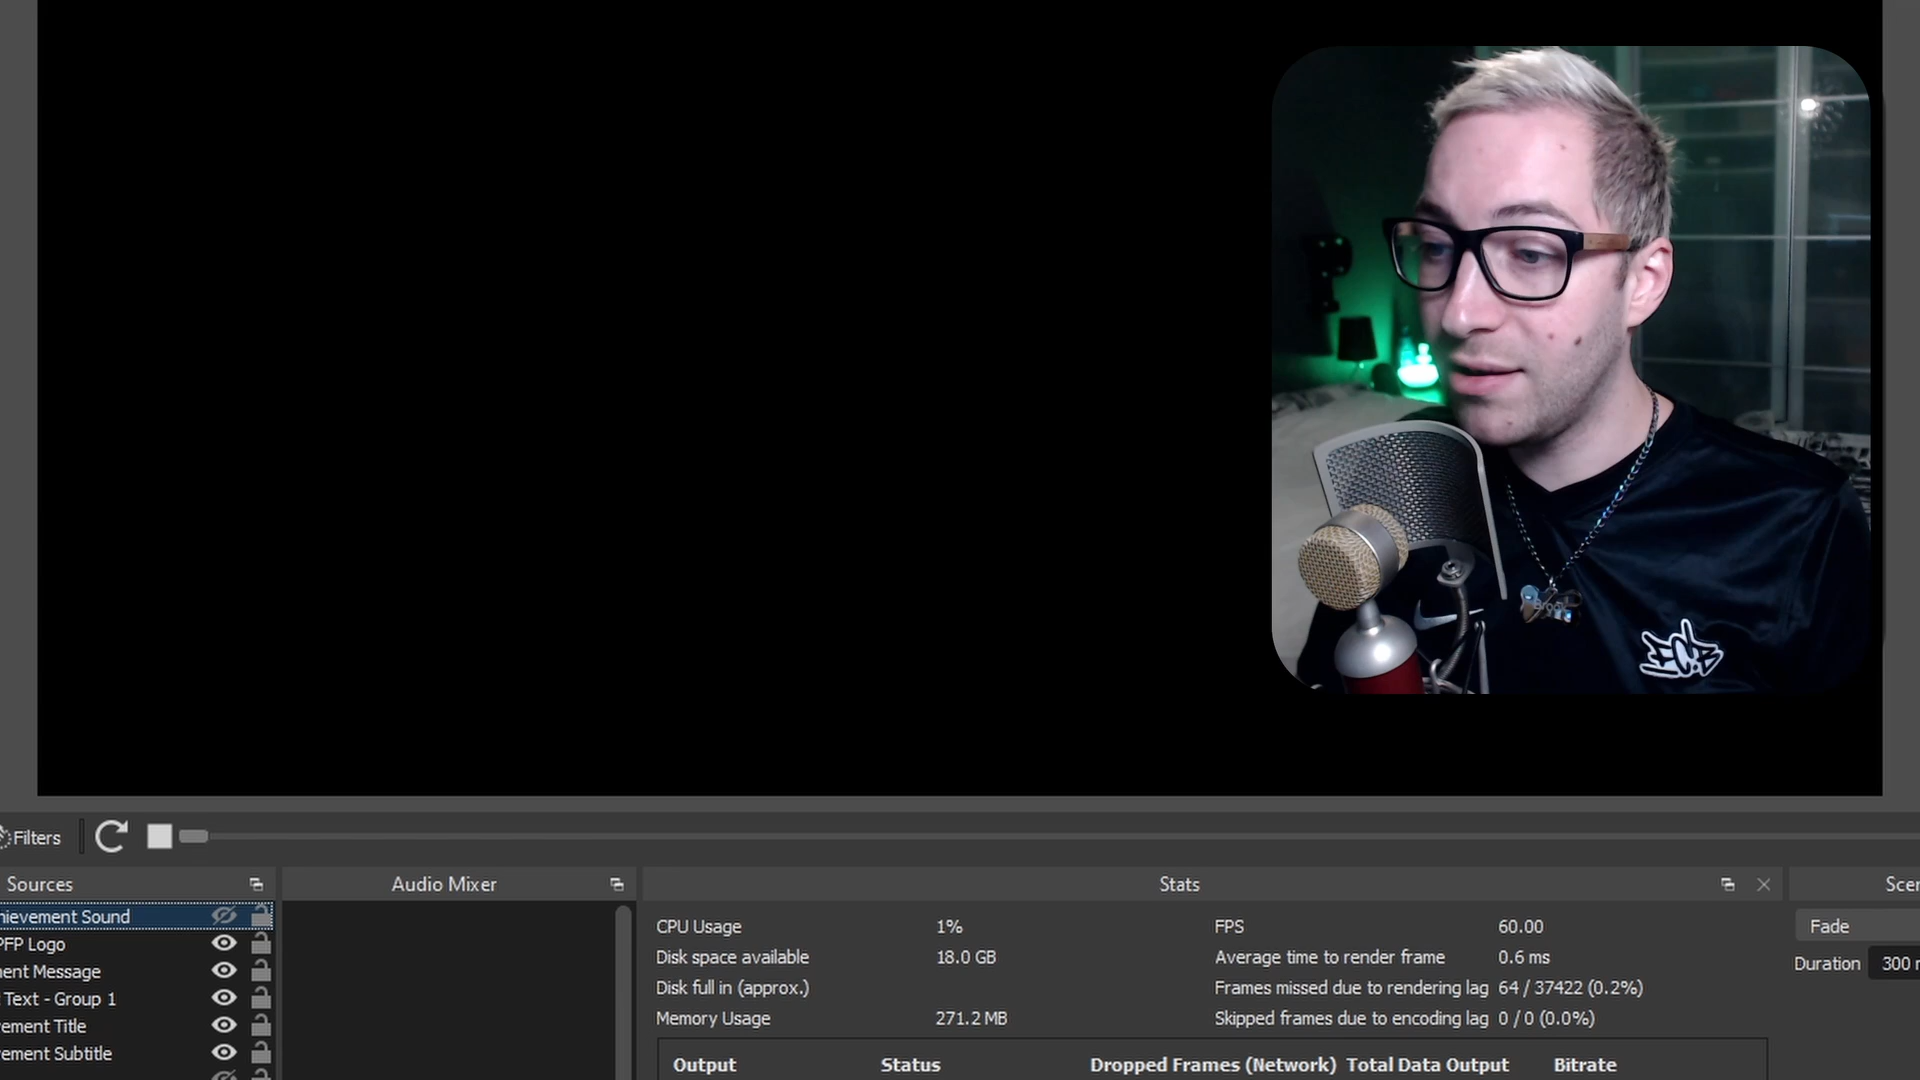 Filters
Sources
Audio Mixer
Stats
Scer
hievement Sound
PFP Logo
nent Message
Text - Group 1
ement Title
ement Subtitle
CPU Usage 1% FPS 60.00
Disk space available 18.0 GB Average time to render frame 0.6 ms
Disk full in (approx.) Frames missed due to rendering lag 64 / 37422 (0.2%)
Memory Usage 271.2 MB Skipped frames due to encoding lag 0 / 0 (0.0%)
Output Status Dropped Frames (Network) Total Data Output Bitrate
Fade
Duration 300 r